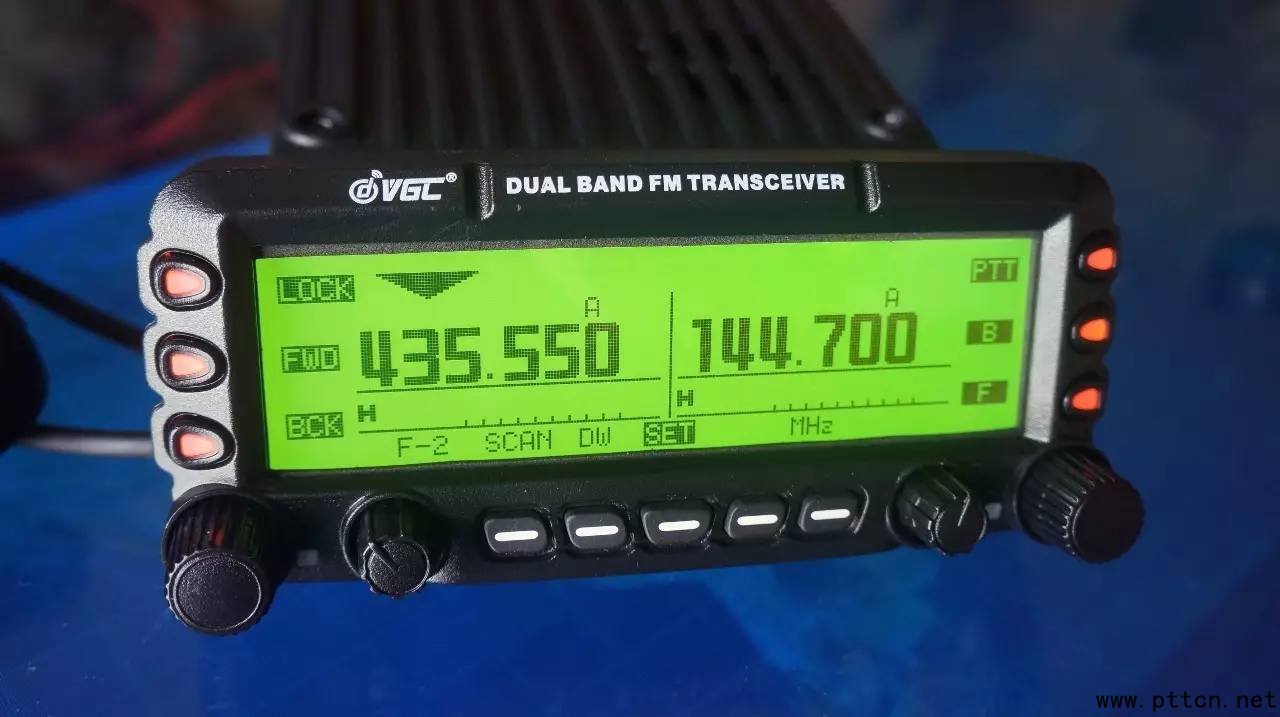 VGC® DUAL BAND FM TRANSCEIVER
LOCK
PTT
A A
435.550 144.700
FWD
B
H H
F
BCK
F-2 SCAN DW SET MHz
www.pttcn.net